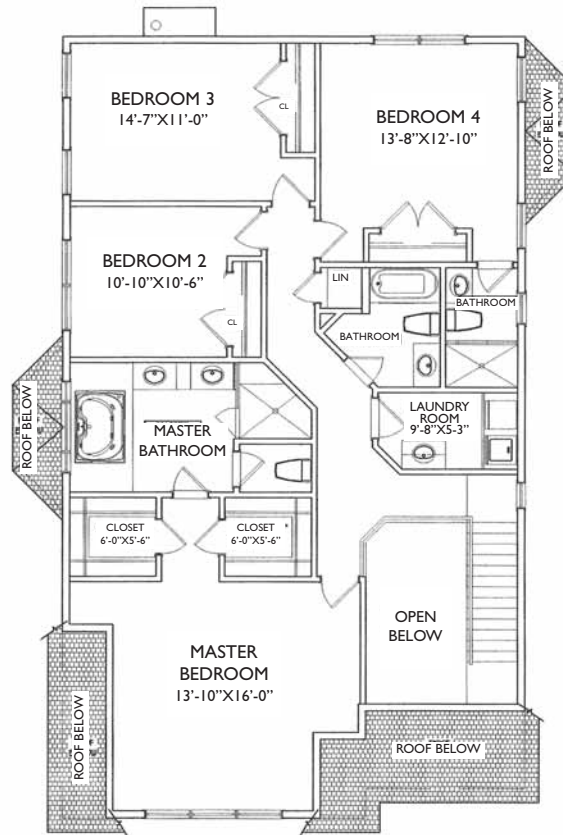 BEDROOM 3
14'-7"X11'-0"
CL
BEDROOM 4
13'-8"X12'-10"
ROOF BELOW
BEDROOM 2
10'-10"X10'-6"
CL
LIN
BATHROOM
BATHROOM
ROOF BELOW
MASTER
BATHROOM
LAUNDRY
ROOM
9'-8"X5-3"
CLOSET
6'-0"X5'-6"
CLOSET
6'-0"X5'-6"
OPEN
BELOW
MASTER
BEDROOM
13'-10"X16'-0"
ROOF BELOW
ROOF BELOW